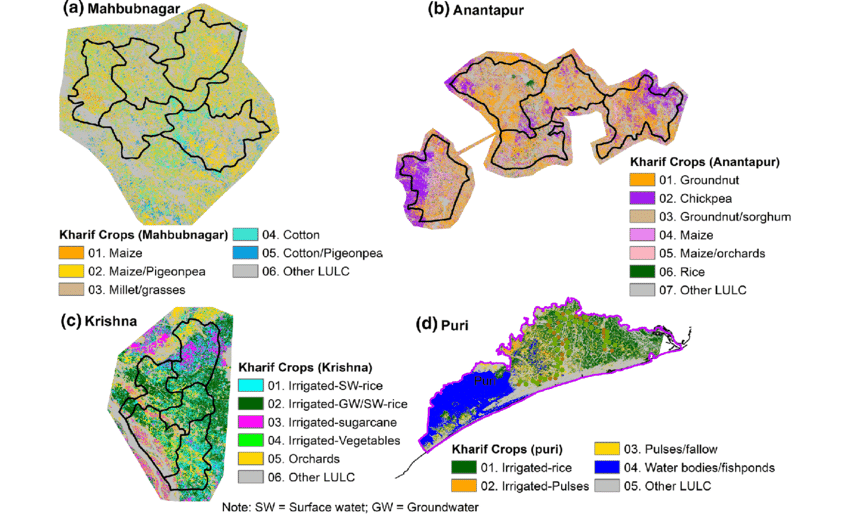 (a) Mahbubnagar
Kharif Crops (Mahbubnagar)
01. Maize
02. Maize/Pigeonpea
03. Millet/grasses
04. Cotton
05. Cotton/Pigeonpea
06. Other LULC
(b) Anantapur
Kharif Crops (Anantapur)
01. Groundnut
02. Chickpea
03. Groundnut/sorghum
04. Maize
05. Maize/orchards
06. Rice
07. Other LULC
(c) Krishna
Kharif Crops (Krishna)
01. Irrigated-SW-rice
02. Irrigated-GW/SW-rice
03. Irrigated-sugarcane
04. Irrigated-Vegetables
05. Orchards
06. Other LULC
(d) Puri
Puri
Kharif Crops (puri)
01. Irrigated-rice
02. Irrigated-Pulses
03. Pulses/fallow
04. Water bodies/fishponds
05. Other LULC
Note: SW = Surface watet; GW = Groundwater